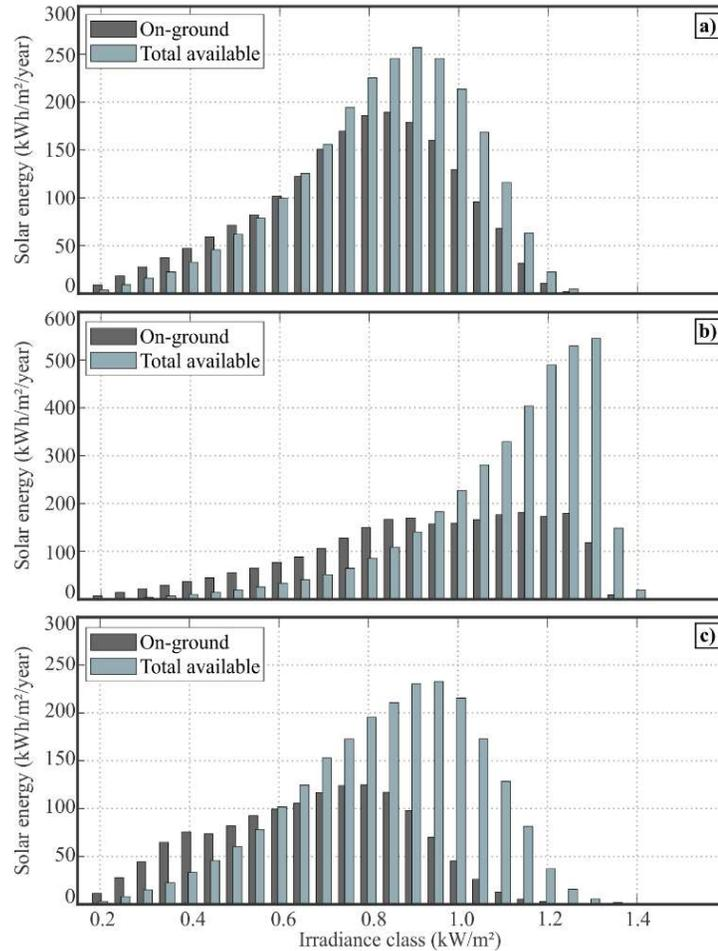 300
250
200
150
100
50
0
Solar energy (kWh/m²/year)
On-ground
Total available
a)
600
500
400
300
200
100
0
Solar energy (kWh/m²/year)
On-ground
Total available
b)
300
250
200
150
100
50
0
Solar energy (kWh/m²/year)
On-ground
Total available
c)
0.2 0.4 0.6 0.8 1.0 1.2 1.4
Irradiance class (kW/m²)